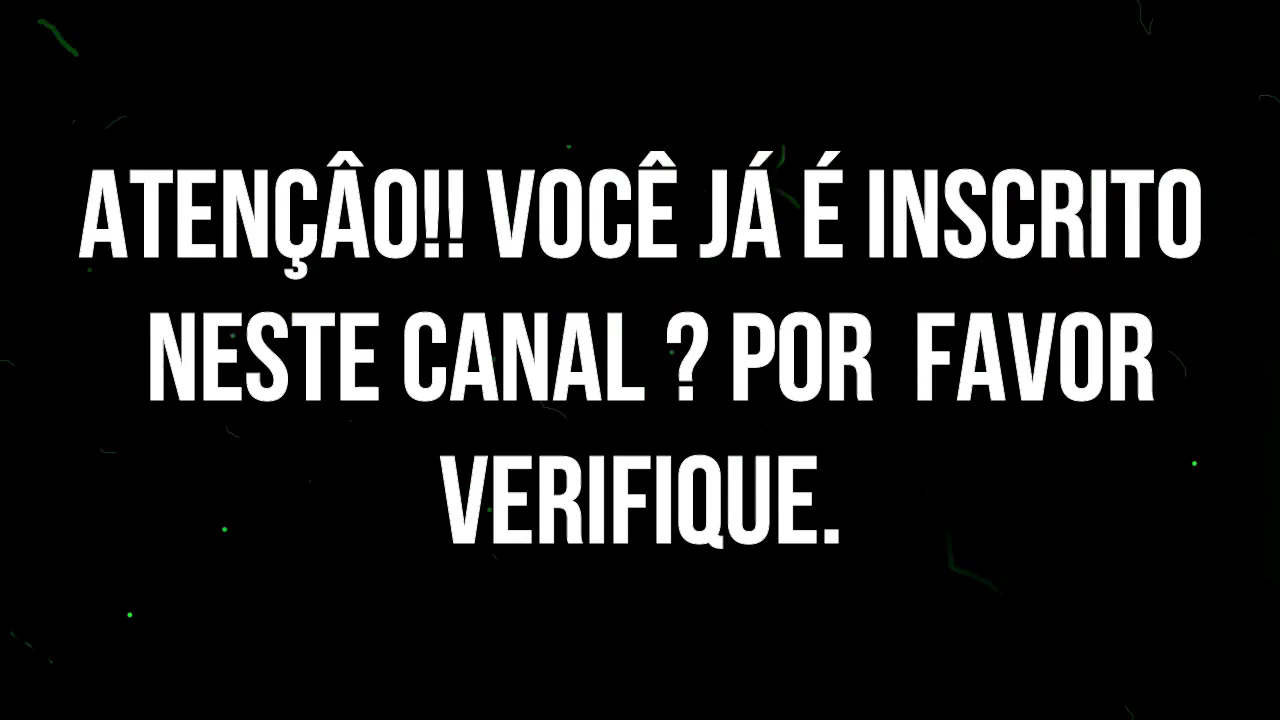 ATENÇÂO!! VOCÊ JÁ É INSCRITO
NESTE CANAL ? POR  FAVOR
VERIFIQUE.